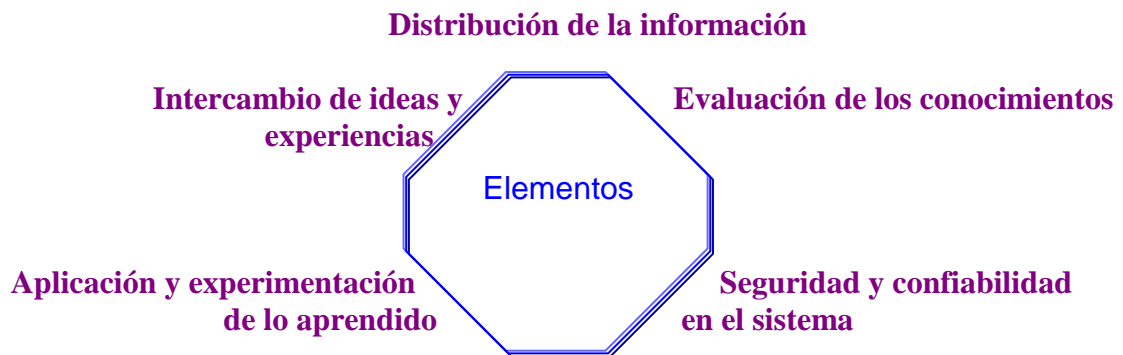 Distribución de la información
Intercambio de ideas y
experiencias
Evaluación de los conocimientos
Elementos
Aplicación y experimentación
de lo aprendido
Seguridad y confiabilidad
en el sistema